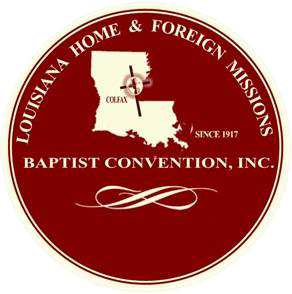 LOUISIANA HOME & FOREIGN MISSIONS
COLFAX
SINCE 1917
BAPTIST CONVENTION, INC.